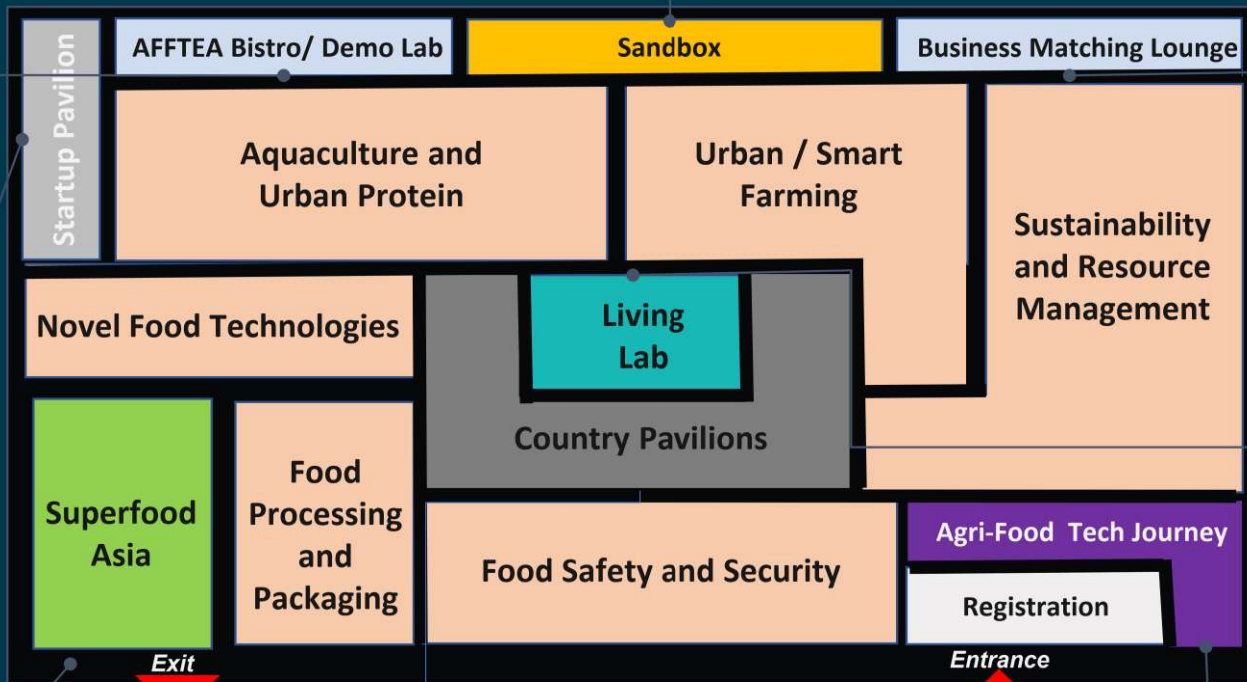 Startup Pavilion
AFFTEA Bistro/ Demo Lab
Sandbox
Business Matching Lounge
Aquaculture and
Urban Protein
Urban / Smart
Farming
Sustainability
and Resource
Management
Novel Food Technologies
Living
Lab
Country Pavilions
Superfood
Asia
Food
Processing
and
Packaging
Food Safety and Security
Agri-Food Tech Journey
Registration
Exit
Entrance